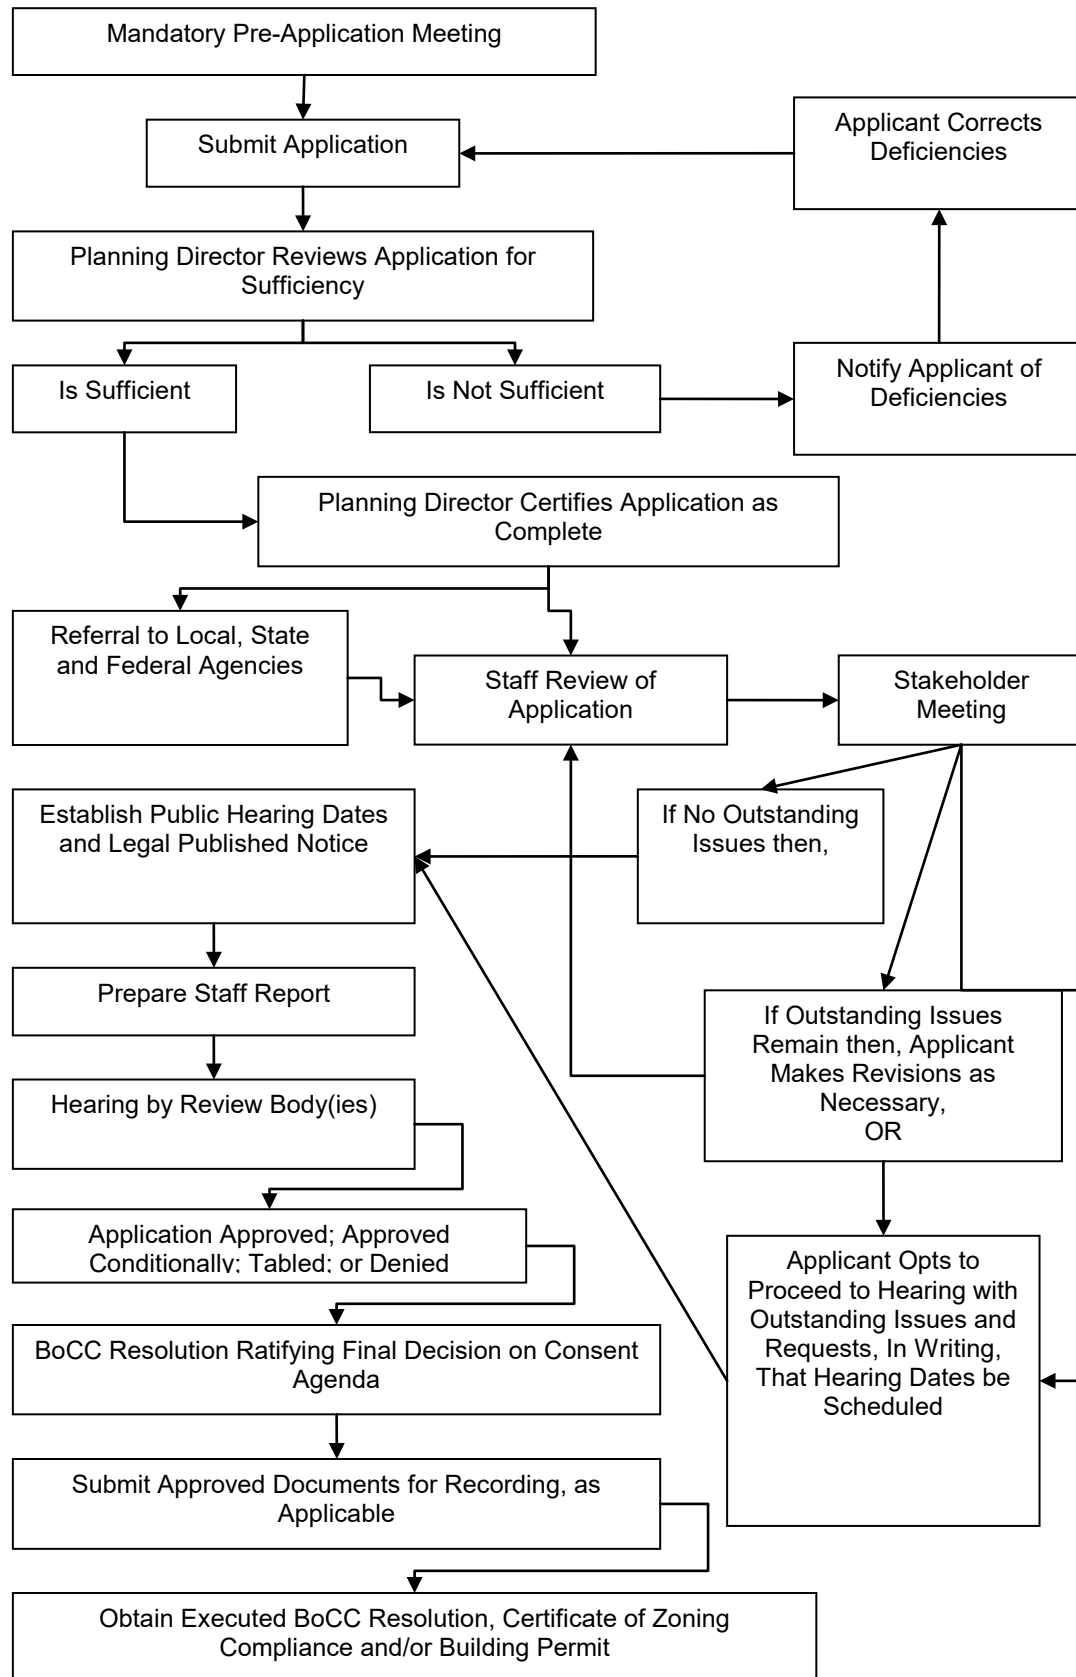 Mandatory Pre-Application Meeting
Submit Application
Applicant Corrects
Deficiencies
Planning Director Reviews Application for
Sufficiency
Is Sufficient
Is Not Sufficient
Notify Applicant of
Deficiencies
Planning Director Certifies Application as
Complete
Referral to Local, State
and Federal Agencies
Staff Review of
Application
Stakeholder
Meeting
Establish Public Hearing Dates
and Legal Published Notice
If No Outstanding
Issues then,
Prepare Staff Report
If Outstanding Issues
Remain then, Applicant
Makes Revisions as
Necessary,
OR
Hearing by Review Body(ies)
Application Approved; Approved
Conditionally; Tabled; or Denied
Applicant Opts to
Proceed to Hearing with
Outstanding Issues and
Requests, In Writing,
That Hearing Dates be
Scheduled
BoCC Resolution Ratifying Final Decision on Consent
Agenda
Submit Approved Documents for Recording, as
Applicable
Obtain Executed BoCC Resolution, Certificate of Zoning
Compliance and/or Building Permit